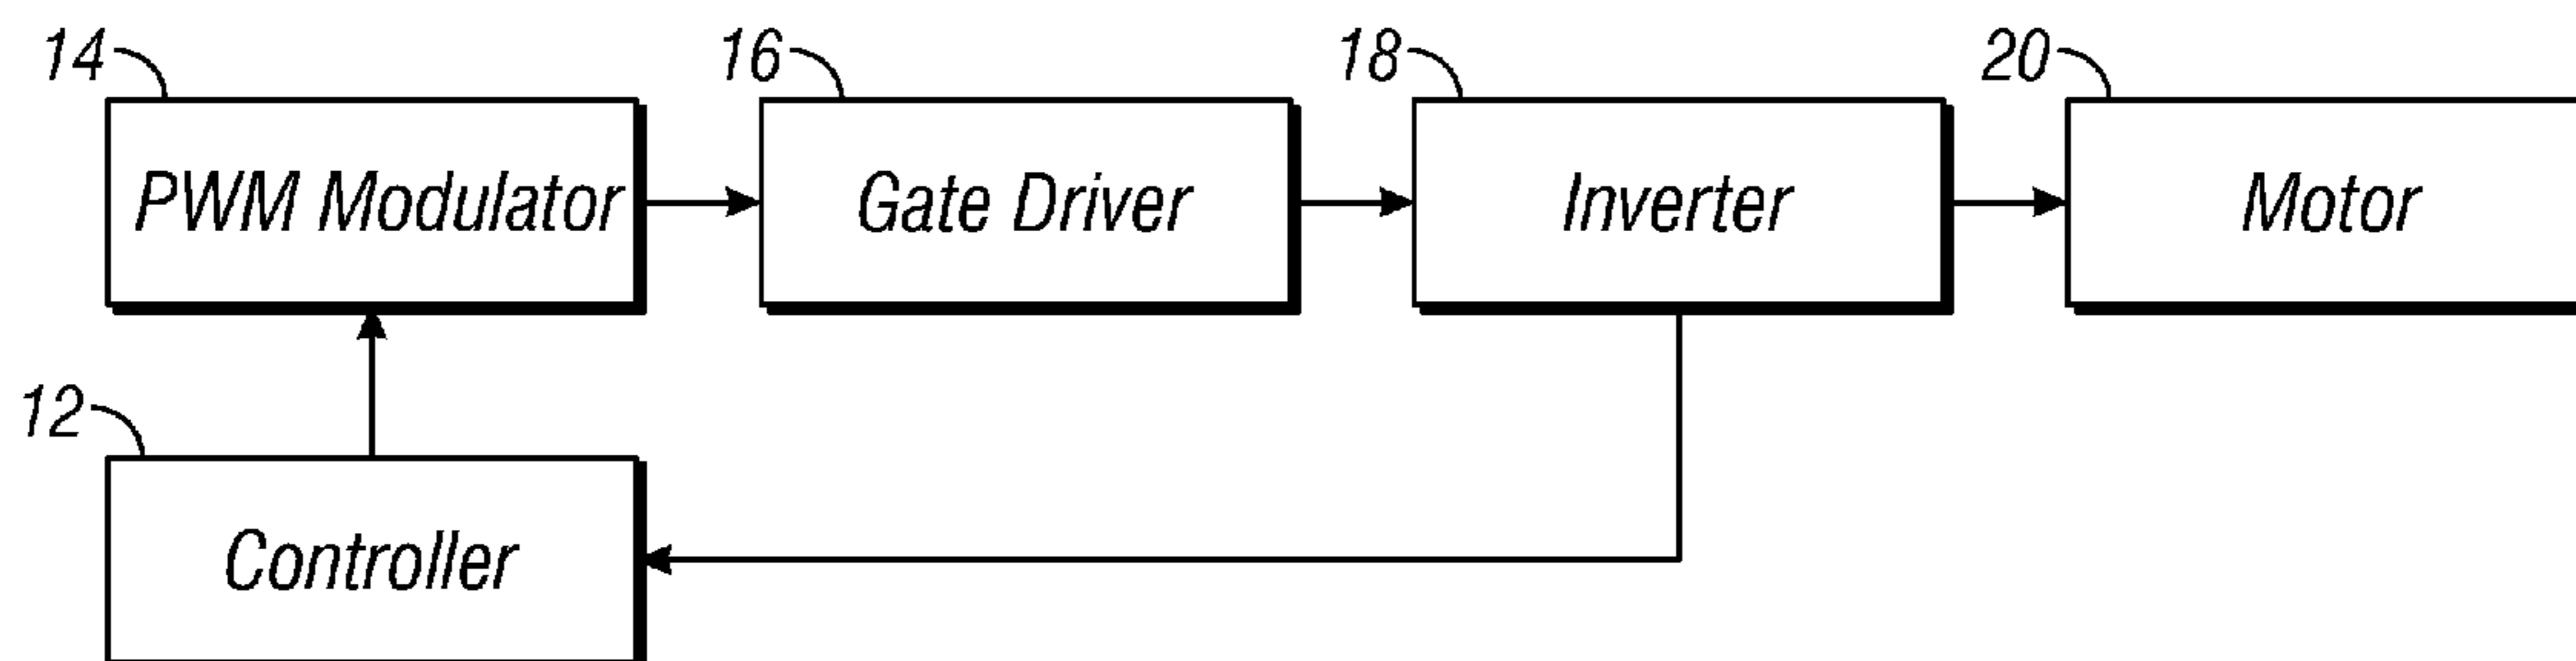 14
16
18
20
PWM Modulator
Gate Driver
Inverter
Motor
12
Controller